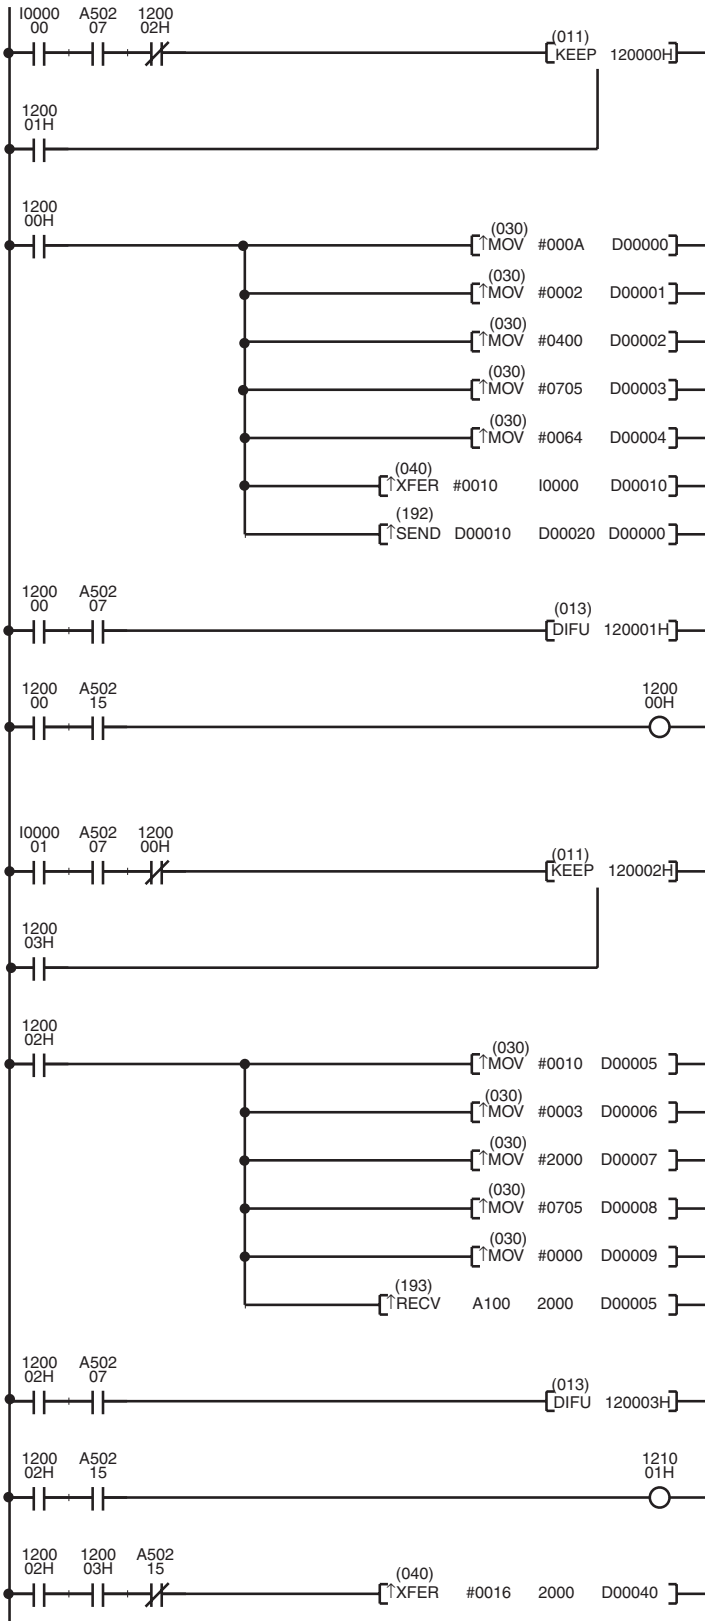 I0000 A502 1200
00 07 02H
(011)
KEEP 120000H
1200
01H
1200
00H
(030)
↑MOV #000A D00000
(030)
↑MOV #0002 D00001
(030)
↑MOV #0400 D00002
(030)
↑MOV #0705 D00003
(030)
↑MOV #0064 D00004
(040)
↑XFER #0010 I0000 D00010
(192)
↑SEND D00010 D00020 D00000
1200 A502
00 07
(013)
DIFU 120001H
1200 A502 1200
00 15 00H
I0000 A502 1200
01 07 00H
(011)
KEEP 120002H
1200
03H
1200
02H
(030)
↑MOV #0010 D00005
(030)
↑MOV #0003 D00006
(030)
↑MOV #2000 D00007
(030)
↑MOV #0705 D00008
(030)
↑MOV #0000 D00009
(193)
↑RECV A100 2000 D00005
1200 A502
02H 07
(013)
DIFU 120003H
1200 A502 1210
02H 15 01H
1200 1200 A502
02H 03H 15
(040)
↑XFER #0016 2000 D00040